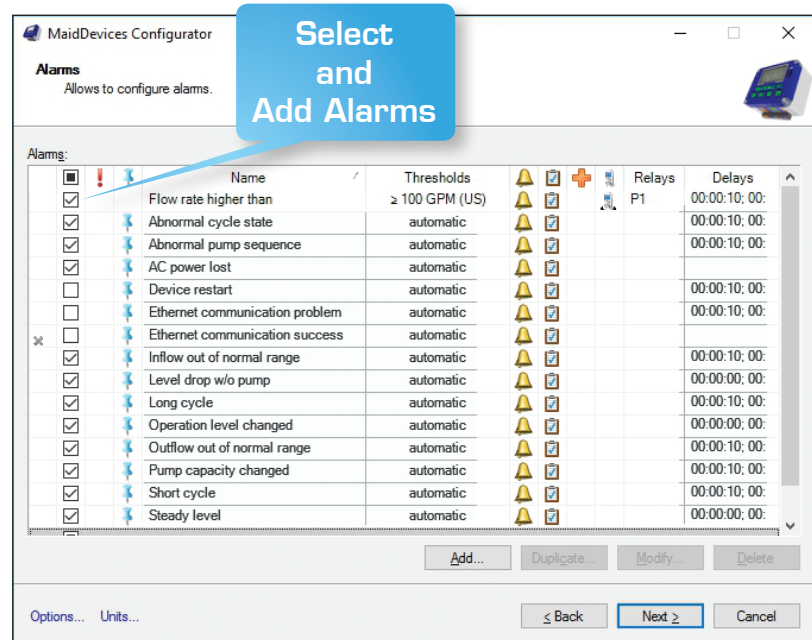 MaidDevices Configurator
Select
and
Add Alarms
Alarms
Allows to configure alarms.
Alarms:
Name Thresholds Relays Delays
Flow rate higher than ≥ 100 GPM (US) P1 00:00:10; 00:
Abnormal cycle state automatic 00:00:10; 00:
Abnormal pump sequence automatic 00:00:10; 00:
AC power lost automatic
Device restart automatic 00:00:10; 00:
Ethernet communication problem automatic 00:00:10; 00:
Ethernet communication success automatic
Inflow out of normal range automatic 00:00:10; 00:
Level drop w/o pump automatic 00:00:00; 00:
Long cycle automatic 00:00:10; 00:
Operation level changed automatic 00:00:00; 00:
Outflow out of normal range automatic 00:00:10; 00:
Pump capacity changed automatic 00:00:10; 00:
Short cycle automatic 00:00:10; 00:
Steady level automatic 00:00:00; 00:
Add... Duplicate... Modify... Delete
Options... Units... < Back Next > Cancel